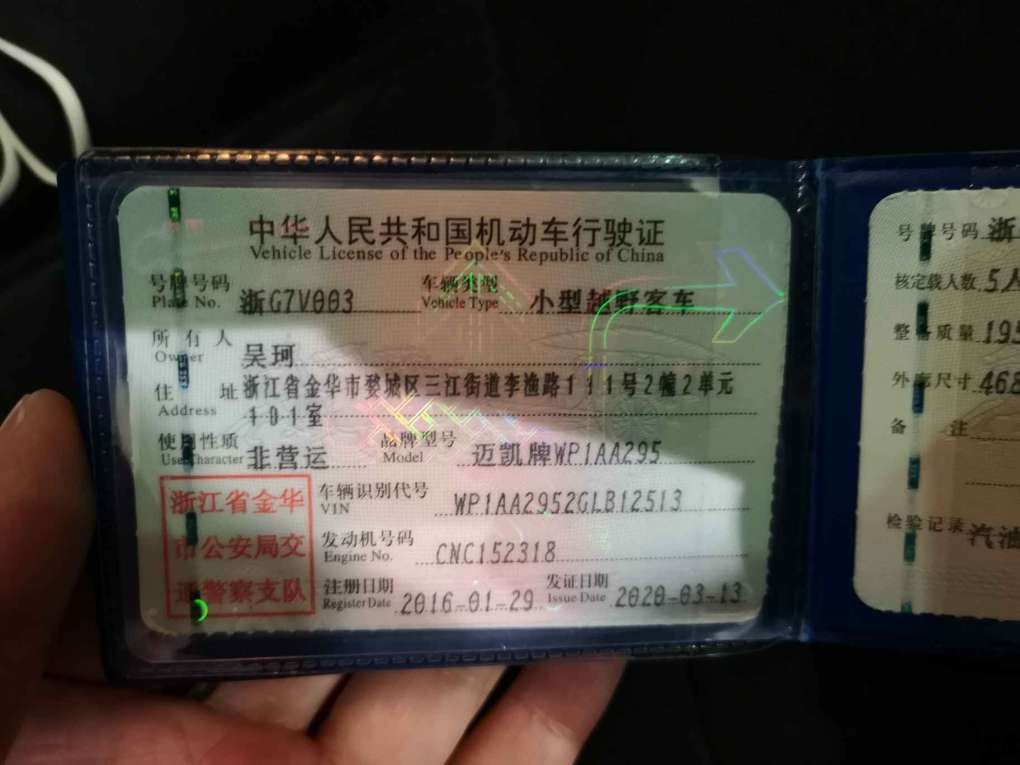 中华人民共和国机动车行驶证
Vehicle License of the People's Republic of China
号牌号码 浙G7V003 车辆类型 小型越野客车
Plate No. Vehicle Type
所有人 吴珂
Owner
住址 浙江省金华市婺城区三江街道李渔路111号2幢2单元
Address 101室
使用性质 非营运 品牌型号 迈凯牌WP1AA295
Use Character Model
浙江省金华
市公安局交
通警察支队
车辆识别代号 WP1AA2952GLB12513
VIN
发动机号码 CNC152318
Engine No.
注册日期 2016-01-29 发证日期 2020-03-13
Register Date Issue Date
号牌号码 浙
核定载人数 5人
整备质量 195
外廓尺寸 468
备注
检验记录 汽油